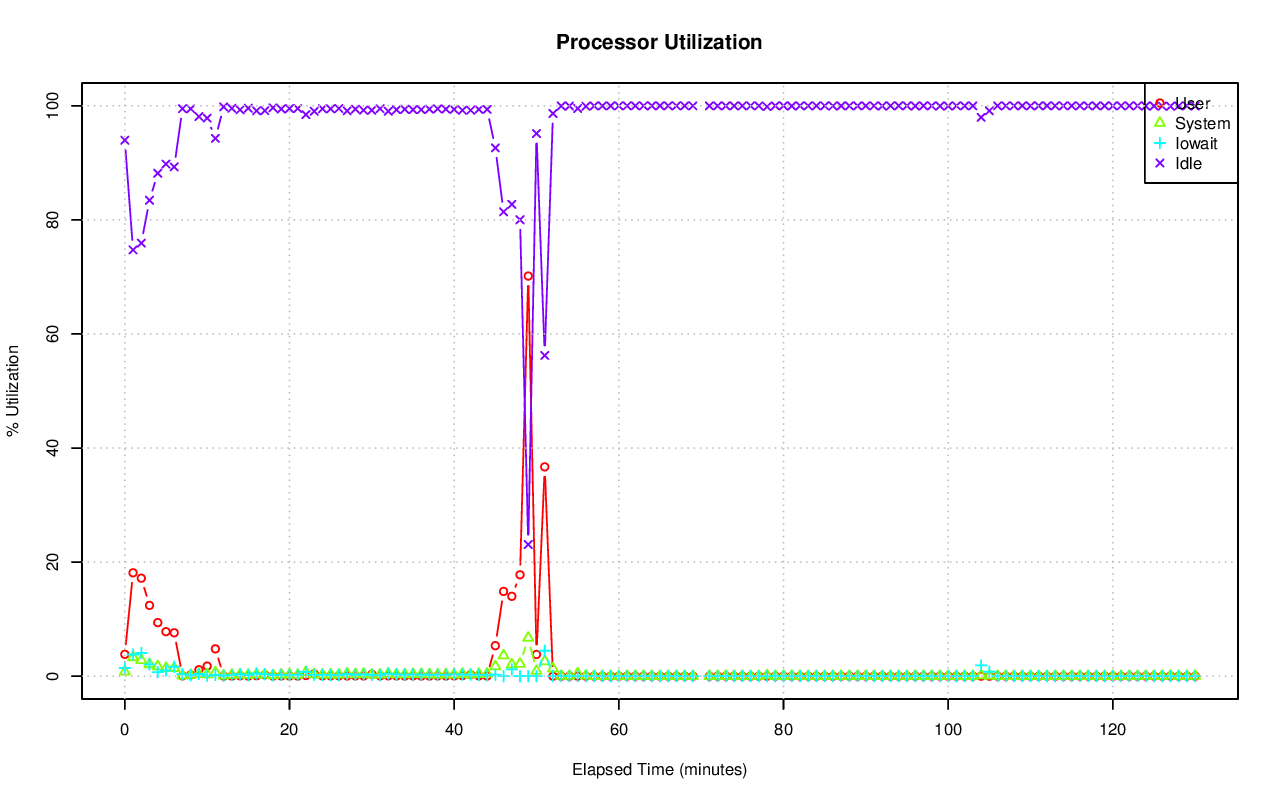 Processor Utilization
% Utilization
100
80
60
40
20
0
User
System
Iowait
Idle
0 20 40 60 80 100 120
Elapsed Time (minutes)